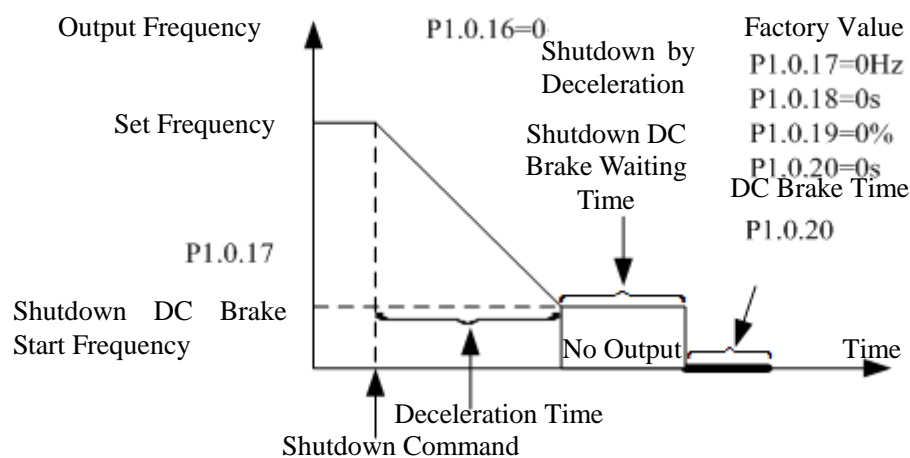 Output Frequency
P1.0.16=0
Factory Value
Shutdown by
Deceleration
P1.0.17=0Hz
P1.0.18=0s
P1.0.19=0%
P1.0.20=0s
Set Frequency
Shutdown DC
Brake Waiting
Time
DC Brake Time
P1.0.20
P1.0.17
Shutdown DC Brake
Start Frequency
No Output
Time
Deceleration Time
Shutdown Command